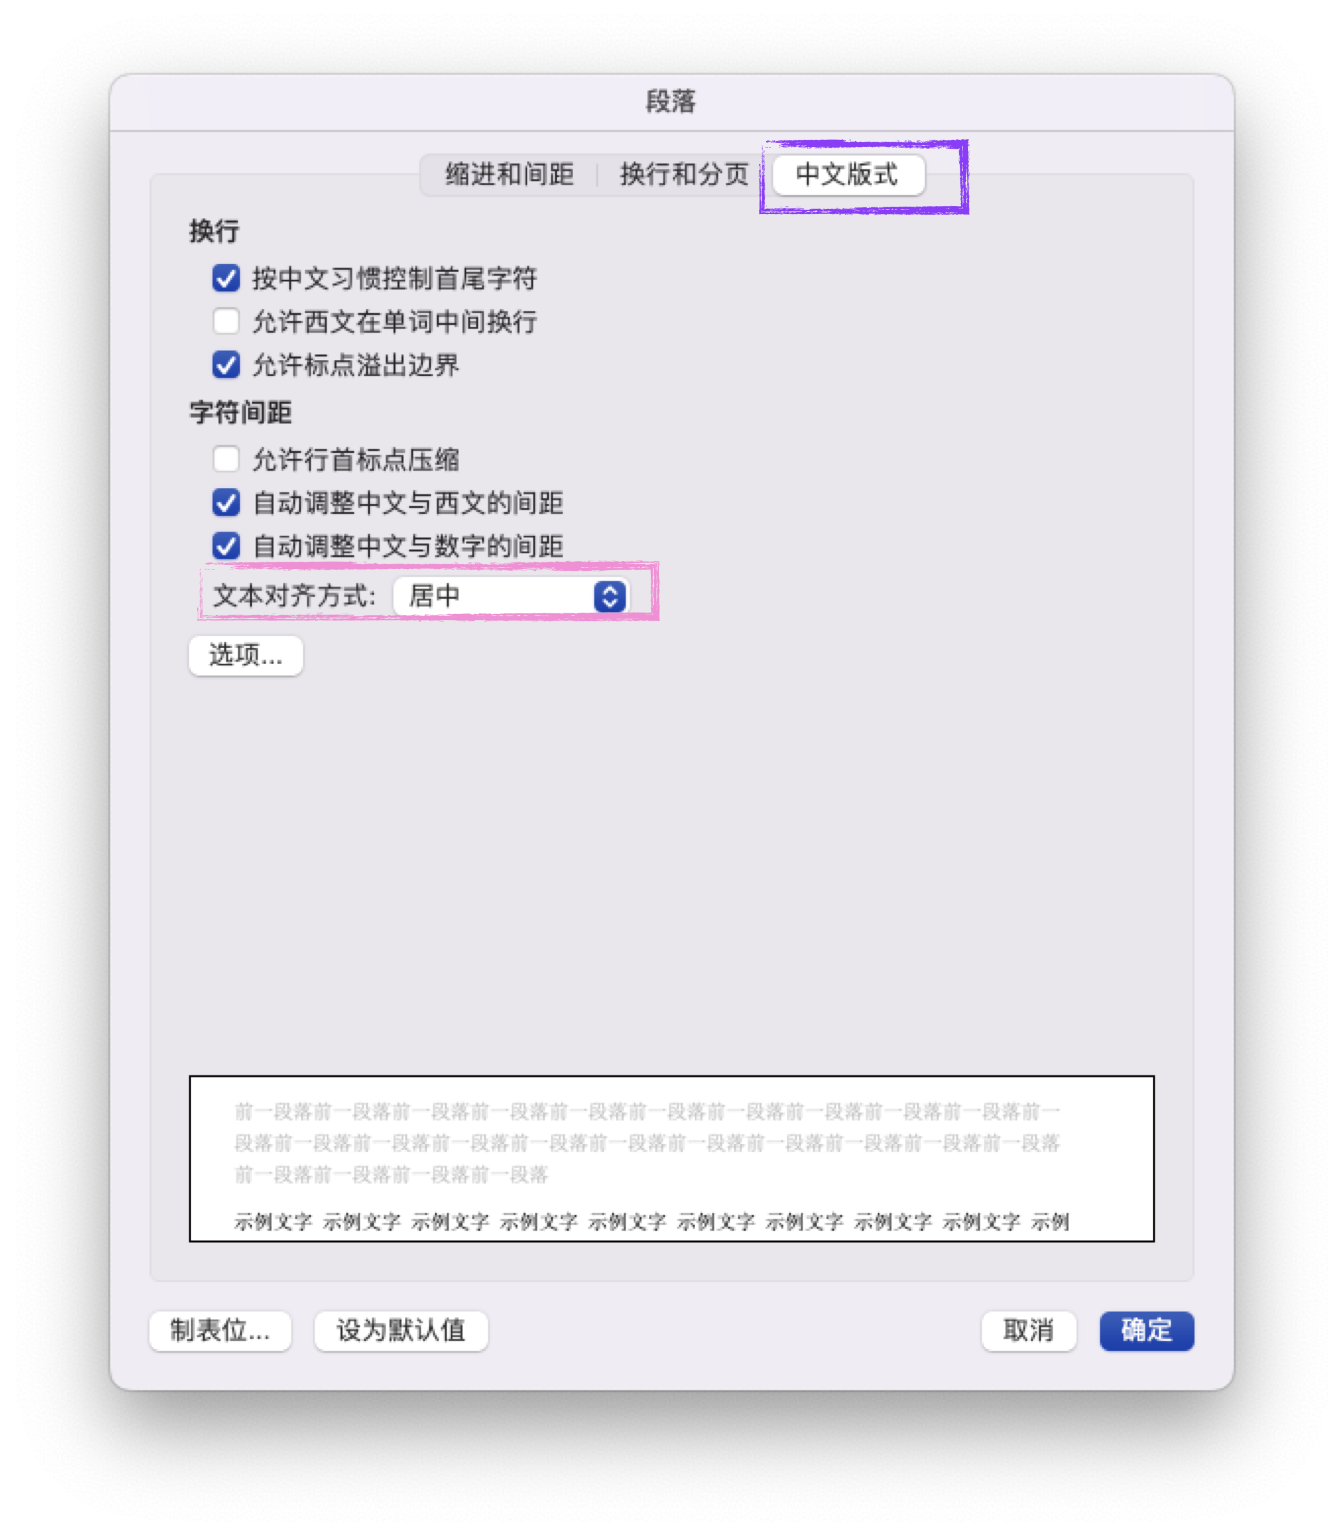 段落
缩进和间距 换行和分页 中文版式
换行
按中文习惯控制首尾字符
允许西文在单词中间换行
允许标点溢出边界
字符间距
允许行首标点压缩
自动调整中文与西文的间距
自动调整中文与数字的间距
文本对齐方式: 居中
选项...
前一段落前一段落前一段落前一段落前一段落前一段落前一段落前一段落前一段落前一段落前一
段落前一段落前一段落前一段落前一段落前一段落前一段落前一段落前一段落前一段落前一段落
前一段落前一段落前一段落前一段落
示例文字 示例文字 示例文字 示例文字 示例文字 示例文字 示例文字 示例文字 示例文字 示例
制表位... 设为默认值 取消 确定